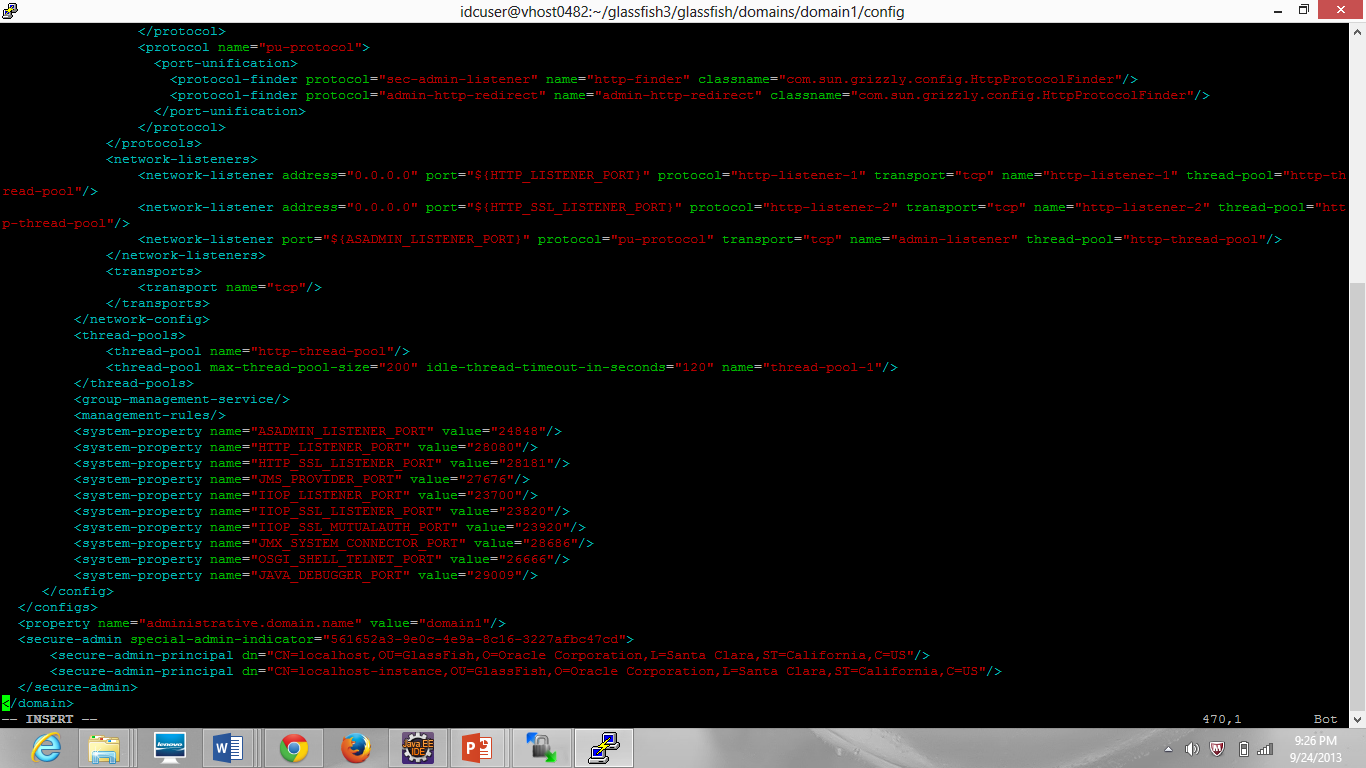 idcuser@vhost0482:~/glassfish3/glassfish/domains/domain1/config
</protocol>
<protocol name="pu-protocol">
<port-unification>
<protocol-finder protocol="sec-admin-listener" name="http-finder" classname="com.sun.grizzly.config.HttpProtocolFinder"/>
<protocol-finder protocol="admin-http-redirect" name="admin-http-redirect" classname="com.sun.grizzly.config.HttpProtocolFinder"/>
</port-unification>
</protocol>
</protocols>
<network-listeners>
<network-listener address="0.0.0.0" port="${HTTP_LISTENER_PORT}" protocol="http-listener-1" transport="tcp" name="http-listener-1" thread-pool="http-th
read-pool"/>
<network-listener address="0.0.0.0" port="${HTTP_SSL_LISTENER_PORT}" protocol="http-listener-2" transport="tcp" name="http-listener-2" thread-pool="htt
p-thread-pool"/>
<network-listener port="${ASADMIN_LISTENER_PORT}" protocol="pu-protocol" transport="tcp" name="admin-listener" thread-pool="http-thread-pool"/>
</network-listeners>
<transports>
<transport name="tcp"/>
</transports>
</network-config>
<thread-pools>
<thread-pool name="http-thread-pool"/>
<thread-pool max-thread-pool-size="200" idle-thread-timeout-in-seconds="120" name="thread-pool-1"/>
</thread-pools>
<group-management-service/>
<management-rules/>
<system-property name="ASADMIN_LISTENER_PORT" value="24848"/>
<system-property name="HTTP_LISTENER_PORT" value="28080"/>
<system-property name="HTTP_SSL_LISTENER_PORT" value="28181"/>
<system-property name="JMS_PROVIDER_PORT" value="27676"/>
<system-property name="IIOP_LISTENER_PORT" value="23700"/>
<system-property name="IIOP_SSL_LISTENER_PORT" value="23820"/>
<system-property name="IIOP_SSL_MUTUALAUTH_PORT" value="23920"/>
<system-property name="JMX_SYSTEM_CONNECTOR_PORT" value="28686"/>
<system-property name="OSGI_SHELL_TELNET_PORT" value="26666"/>
<system-property name="JAVA_DEBUGGER_PORT" value="29009"/>
</config>
</configs>
<property name="administrative.domain.name" value="domain1"/>
<secure-admin special-admin-indicator="561652a3-9e0c-4e9a-8c16-3227afbc47cd">
<secure-admin-principal dn="CN=localhost,OU=GlassFish,O=Oracle Corporation,L=Santa Clara,ST=California,C=US"/>
<secure-admin-principal dn="CN=localhost-instance,OU=GlassFish,O=Oracle Corporation,L=Santa Clara,ST=California,C=US"/>
</secure-admin>
</domain>
-- INSERT -- 470,1 Bot
lenovo
Java EE
IDE
9:26 PM
9/24/2013